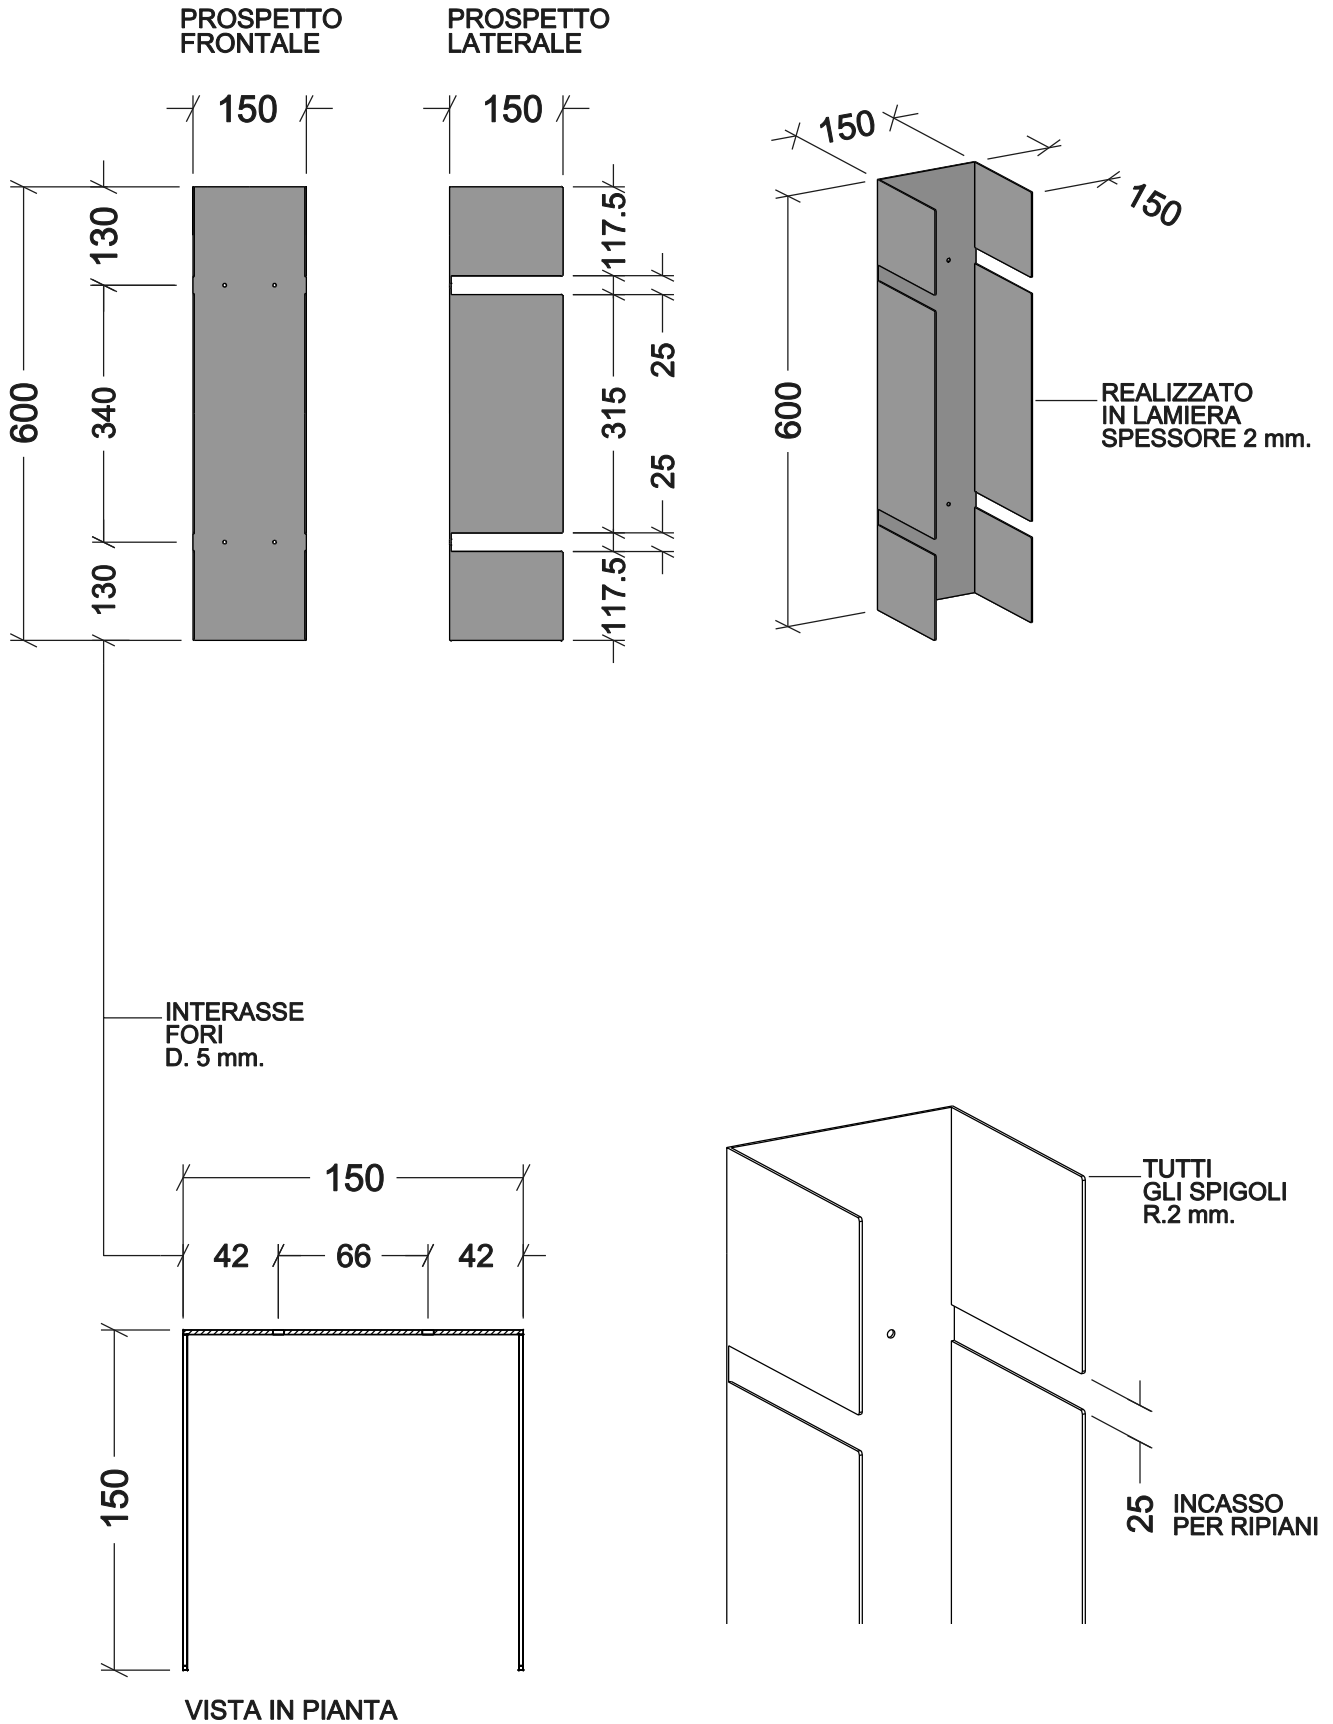 PROSPETTO
FRONTALE
PROSPETTO
LATERALE
150
150
150
150
600
130
340
130
117.5
25
315
25
117.5
600
REALIZZATO
IN LAMIERA
SPESSORE 2 mm.
INTERASSE
FORI
D. 5 mm.
150
42
66
42
150
VISTA IN PIANTA
TUTTI
GLI SPIGOLI
R.2 mm.
25
INCASSO
PER RIPIANI